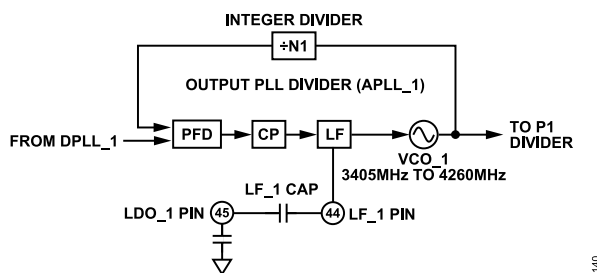 INTEGER DIVIDER
÷N1
OUTPUT PLL DIVIDER (APLL_1)
FROM DPLL_1
PFD
CP
LF
VCO_1
3405MHz TO 4260MHz
TO P1
DIVIDER
LF_1 CAP
LDO_1 PIN
45
44
LF_1 PIN
140